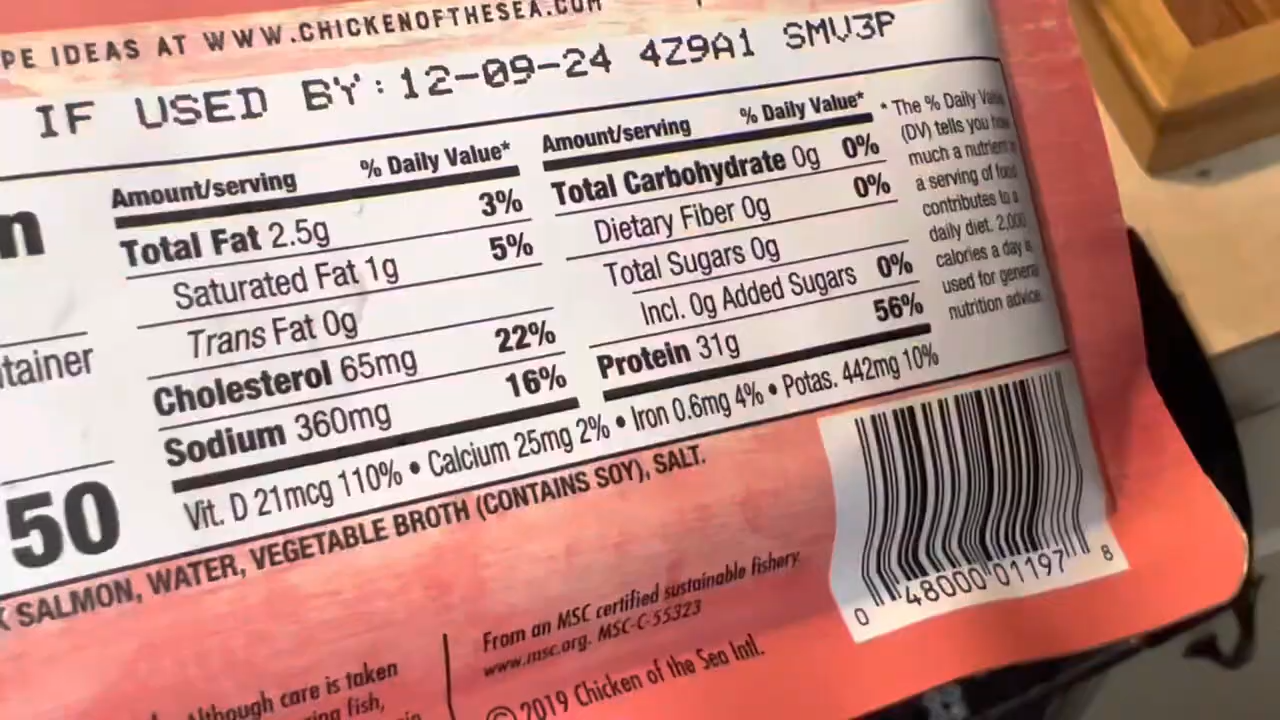 PE IDEAS AT WWW.CHICKENOFTHESEA.COM
IF USED BY:12-09-24 4Z9A1 SMV3P
n
tainer
50
Amount/serving % Daily Value*
Total Fat 2.5g 3%
Saturated Fat 1g 5%
Trans Fat 0g
Cholesterol 65mg 22%
Sodium 360mg 16%
Amount/serving % Daily Value*
Total Carbohydrate 0g 0%
Dietary Fiber 0g 0%
Total Sugars 0g
Incl. 0g Added Sugars 0%
Protein 31g 56%
* The % Daily Value
(DV) tells you how
much a nutrient in
a serving of food
contributes to a
daily diet. 2,000
calories a day is
used for general
nutrition advice.
Vit. D 21mcg 110% • Calcium 25mg 2% • Iron 0.6mg 4% • Potas. 442mg 10%
K SALMON, WATER, VEGETABLE BROTH (CONTAINS SOY), SALT.
Although care is taken
fish,
From an MSC certified sustainable fishery
www.msc.org. MSC-C-55323
© 2019 Chicken of the Sea Intl.
0 48000 01197 8